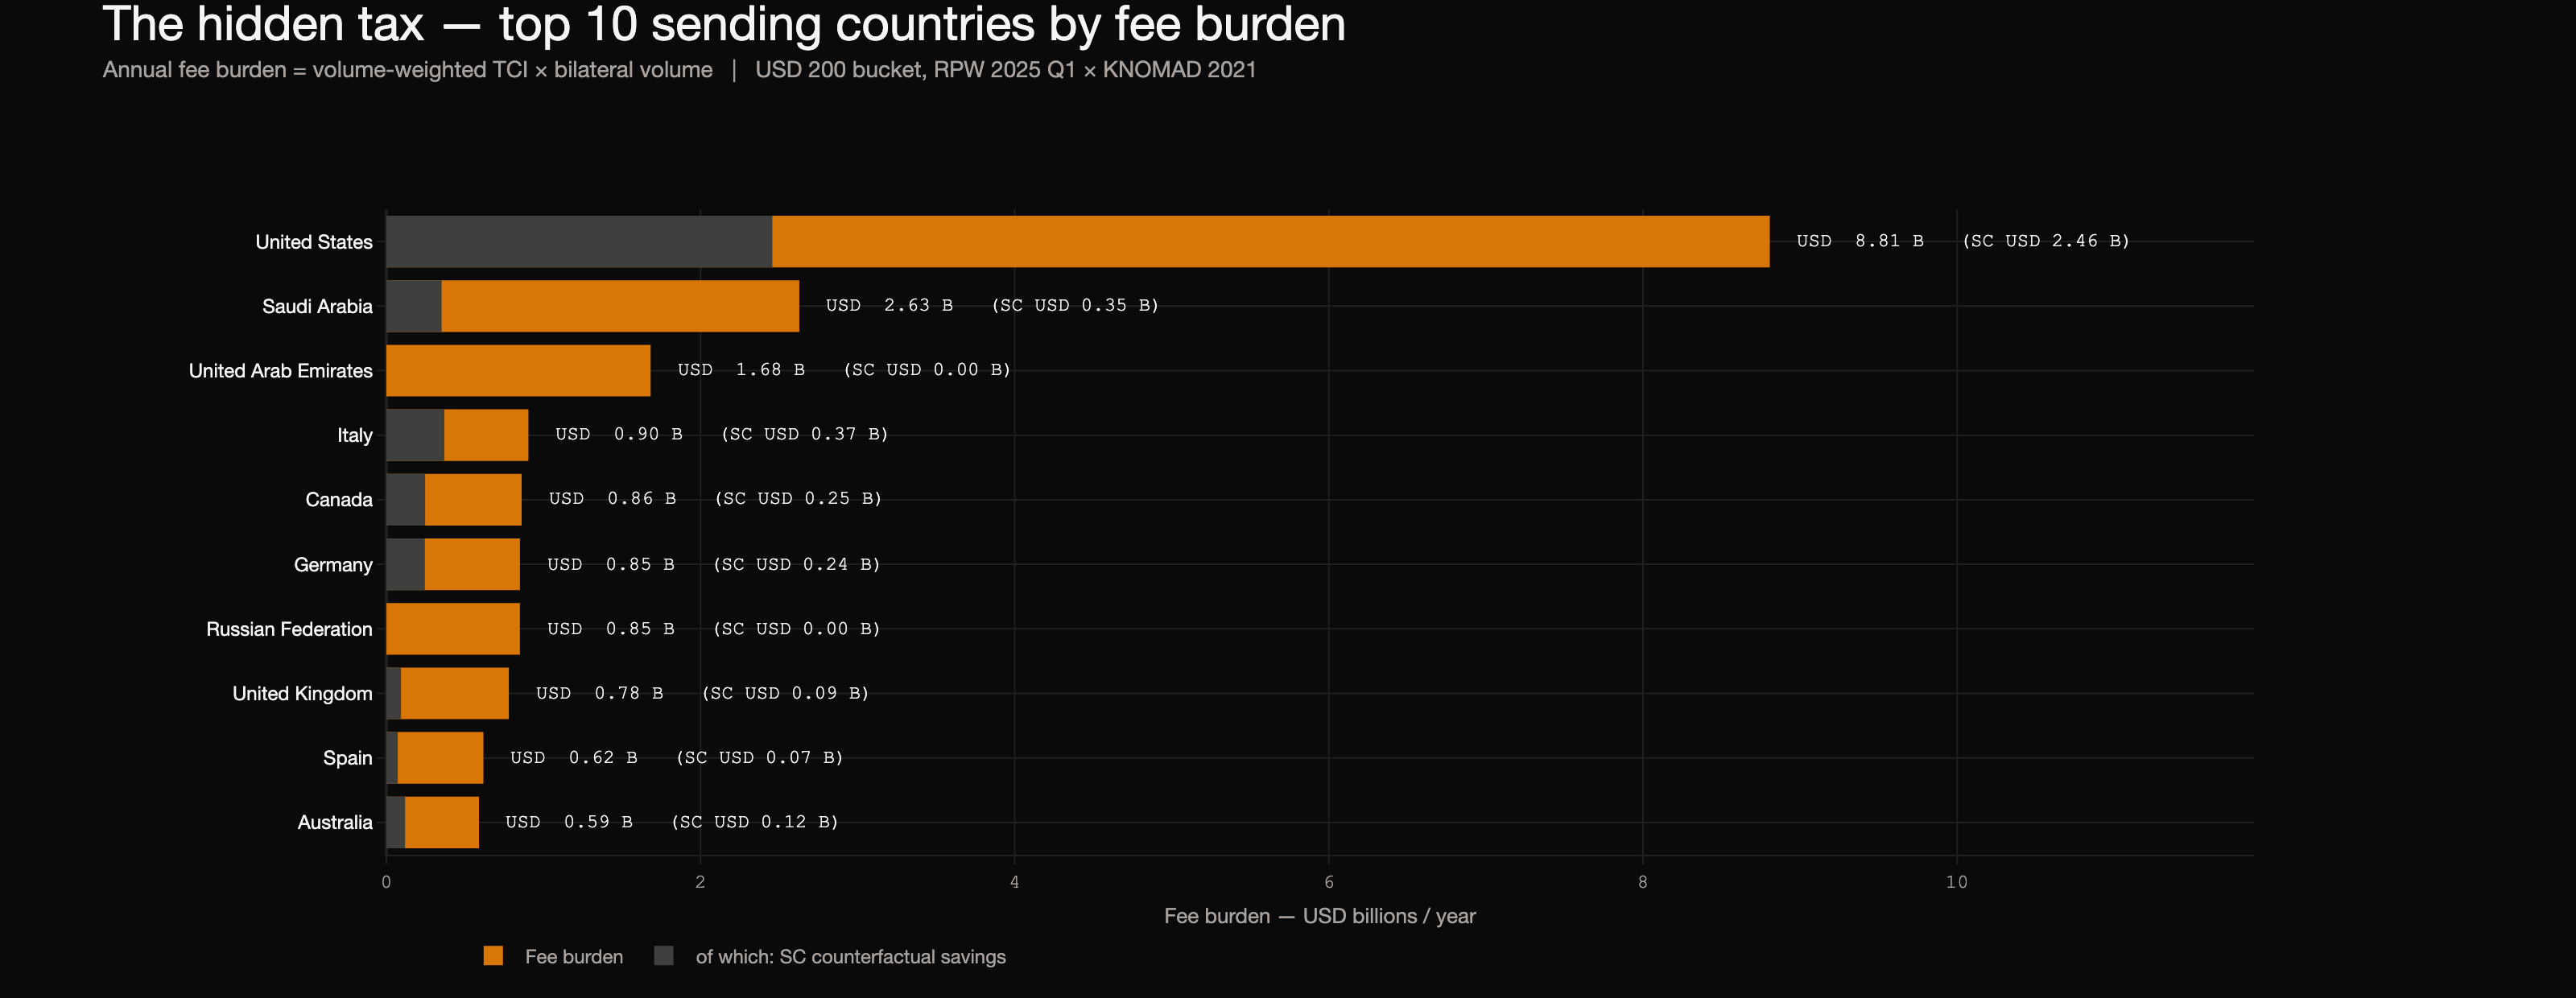 The hidden tax — top 10 sending countries by fee burden
Annual fee burden = volume-weighted TCI × bilateral volume | USD 200 bucket, RPW 2025 Q1 × KNOMAD 2021
United States USD 8.81 B (SC USD 2.46 B)
Saudi Arabia USD 2.63 B (SC USD 0.35 B)
United Arab Emirates USD 1.68 B (SC USD 0.00 B)
Italy USD 0.90 B (SC USD 0.37 B)
Canada USD 0.86 B (SC USD 0.25 B)
Germany USD 0.85 B (SC USD 0.24 B)
Russian Federation USD 0.85 B (SC USD 0.00 B)
United Kingdom USD 0.78 B (SC USD 0.09 B)
Spain USD 0.62 B (SC USD 0.07 B)
Australia USD 0.59 B (SC USD 0.12 B)
0 2 4 6 8 10
Fee burden — USD billions / year
Fee burden of which: SC counterfactual savings